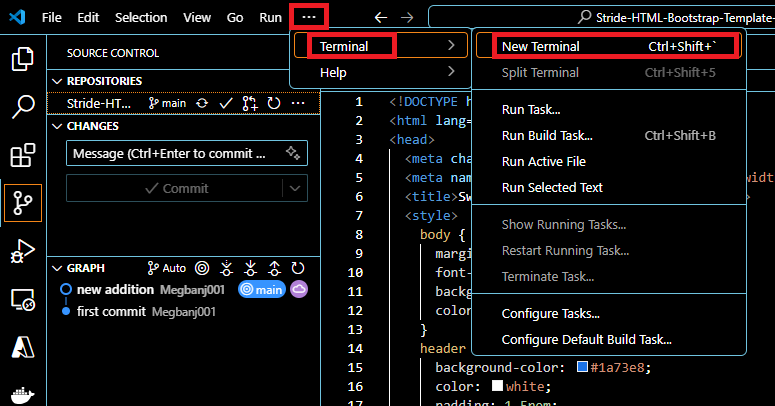 File Edit Selection View Go Run ...
Stride-HTML-Bootstrap-Template-
SOURCE CONTROL
Terminal
Help
New Terminal Ctrl+Shift+`
Split Terminal Ctrl+Shift+5
Run Task...
Run Build Task... Ctrl+Shift+B
Run Active File
Run Selected Text
Show Running Tasks...
Restart Running Task...
Terminate Task...
Configure Tasks...
Configure Default Build Task...
REPOSITORIES
Stride-HT... main ...
CHANGES
Message (Ctrl+Enter to commit ...
Commit
GRAPH Auto
new addition Megbanj001 main
first commit Megbanj001
1 <!DOCTYPE h
2 <html lang=
3 <head>
4 <meta cha
5 <meta nam widt
6 <title>Sw
7 <style>
8 body {
9 margi
10 font-
11 backg
12 color
13 }
14 header
15 background-color: #1a73e8;
16 color: white;
17 padding: 1.5rem;